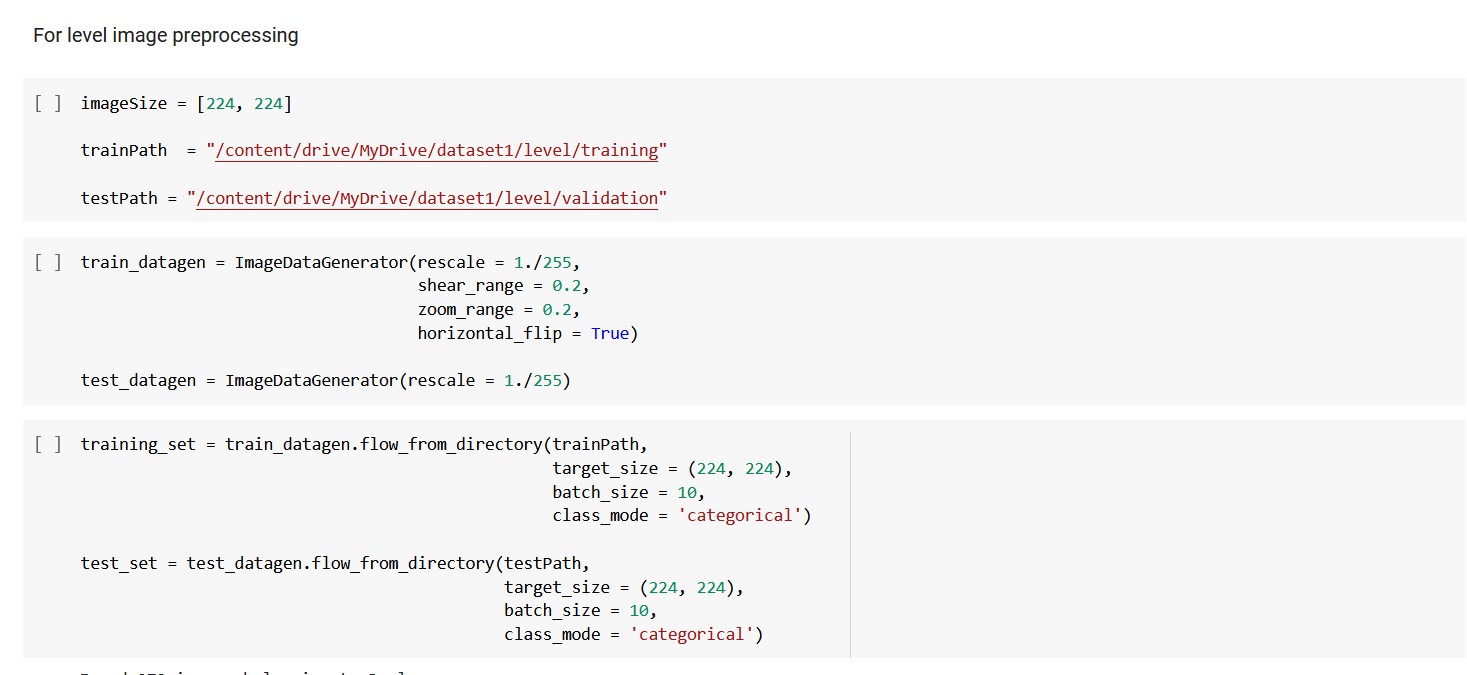 For level image preprocessing
[ ] imageSize = [224, 224]
trainPath  = "/content/drive/MyDrive/dataset1/level/training"
testPath = "/content/drive/MyDrive/dataset1/level/validation"
[ ] train_datagen = ImageDataGenerator(rescale = 1./255,
shear_range = 0.2,
zoom_range = 0.2,
horizontal_flip = True)
test_datagen = ImageDataGenerator(rescale = 1./255)
[ ] training_set = train_datagen.flow_from_directory(trainPath,
target_size = (224, 224),
batch_size = 10,
class_mode = 'categorical')
test_set = test_datagen.flow_from_directory(testPath,
target_size = (224, 224),
batch_size = 10,
class_mode = 'categorical')